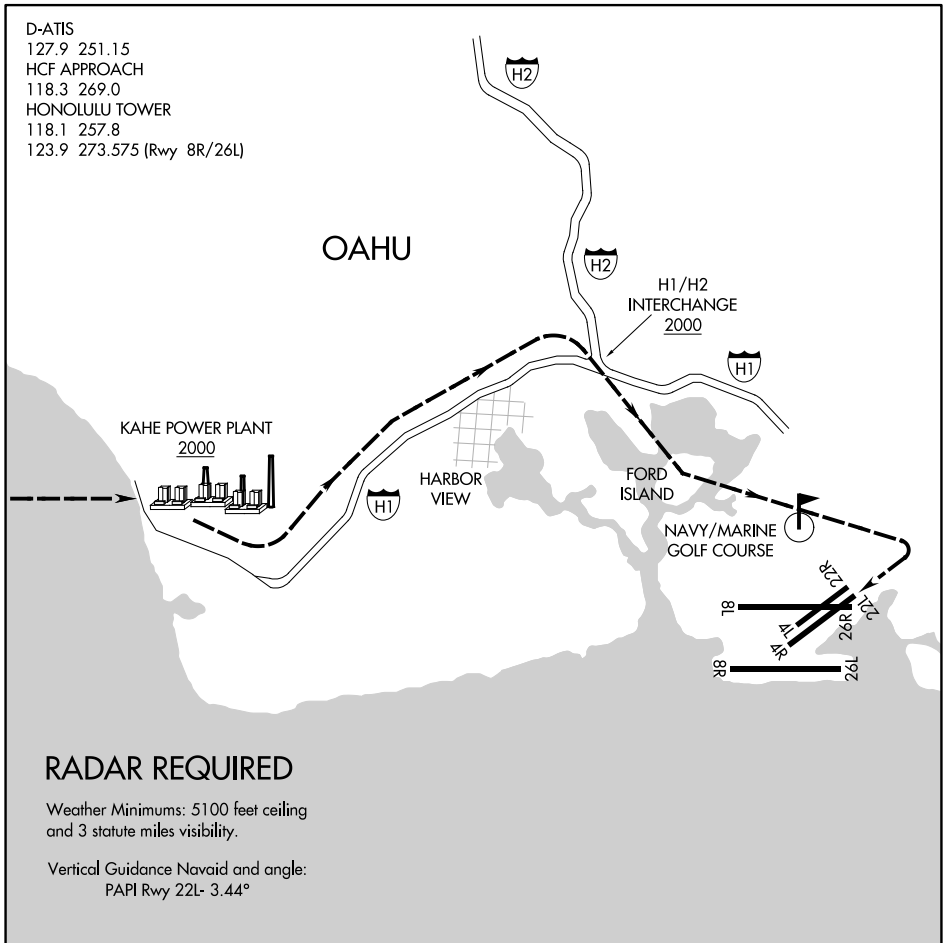 D-ATIS
127.9 251.15
HCF APPROACH
118.3 269.0
HONOLULU TOWER
118.1 257.8
123.9 273.575 (Rwy 8R/26L)
H2
OAHU
H2
H1/H2
INTERCHANGE
2000
H1
KAHE POWER PLANT
2000
HARBOR
VIEW
FORD
ISLAND
H1
NAVY/MARINE
GOLF COURSE
22R
22L
8L
4L
26R
4R
8R
26L
RADAR REQUIRED
Weather Minimums: 5100 feet ceiling
and 3 statute miles visibility.
Vertical Guidance Navaid and angle:
PAPI Rwy 22L- 3.44°